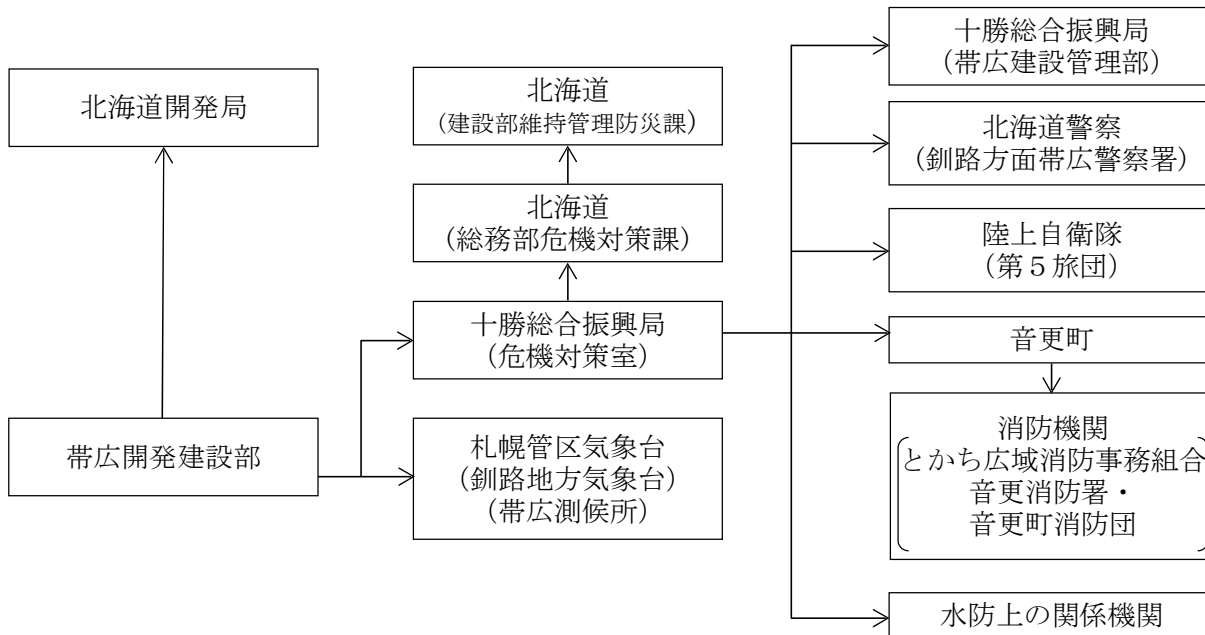 北海道開発局
帯広開発建設部
北海道
（建設部維持管理防災課）
北海道
（総務部危機対策課）
十勝総合振興局
（危機対策室）
札幌管区気象台
（釧路地方気象台）
（帯広測候所）
十勝総合振興局
（帯広建設管理部）
北海道警察
（釧路方面帯広警察署）
陸上自衛隊
（第５旅団）
音更町
消防機関
とかち広域消防事務組合
音更消防署・
音更町消防団
水防上の関係機関